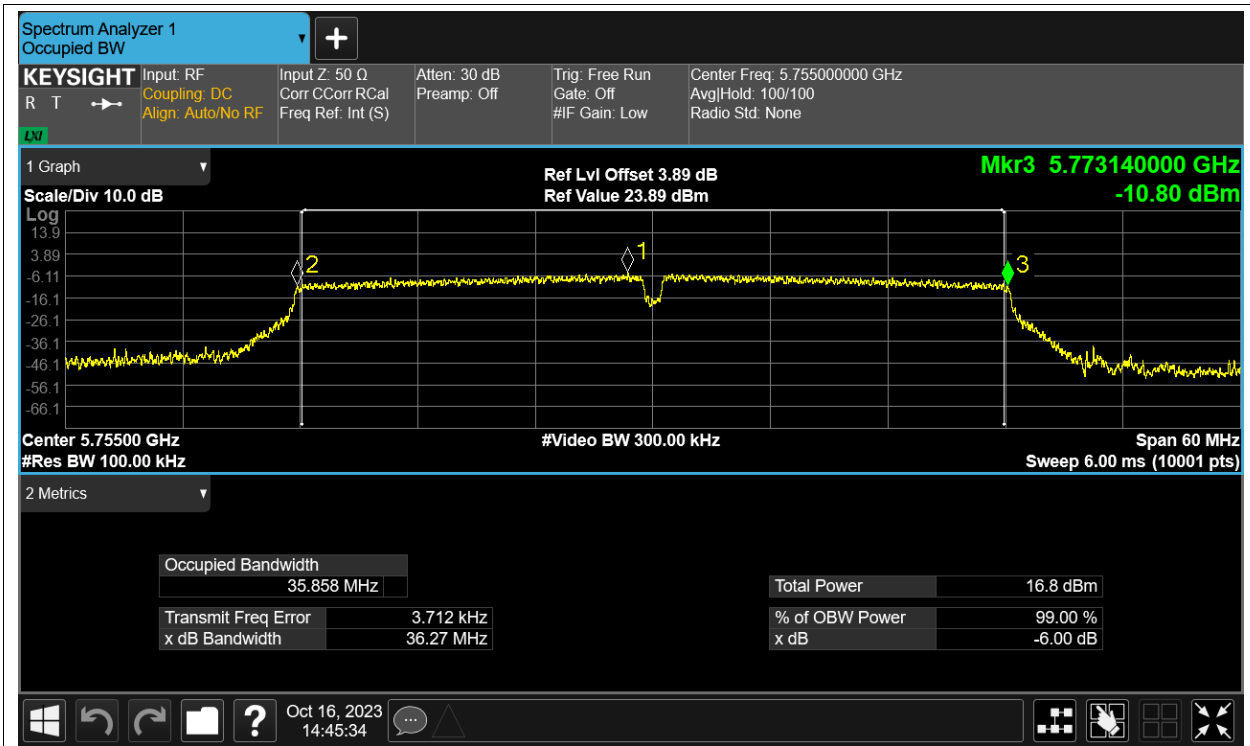 Spectrum Analyzer 1
Occupied BW
KEYSIGHT
R T
LXI
Input: RF
Coupling: DC
Align: Auto/No RF
Input Z: 50 Ω
Corr CCorr RCal
Freq Ref: Int (S)
Atten: 30 dB
Preamp: Off
Trig: Free Run
Gate: Off
#IF Gain: Low
Center Freq: 5.755000000 GHz
Avg|Hold: 100/100
Radio Std: None
1 Graph
Scale/Div 10.0 dB
Ref Lvl Offset 3.89 dB
Ref Value 23.89 dBm
Mkr3 5.773140000 GHz
-10.80 dBm
Log
13.9
3.89
-6.11
-16.1
-26.1
-36.1
-46.1
-56.1
-66.1
2
1
3
Center 5.75500 GHz
#Video BW 300.00 kHz
Span 60 MHz
#Res BW 100.00 kHz
Sweep 6.00 ms (10001 pts)
2 Metrics
Occupied Bandwidth
35.858 MHz
Transmit Freq Error 3.712 kHz
x dB Bandwidth 36.27 MHz
Total Power 16.8 dBm
% of OBW Power 99.00 %
x dB -6.00 dB
?
Oct 16, 2023
14:45:34